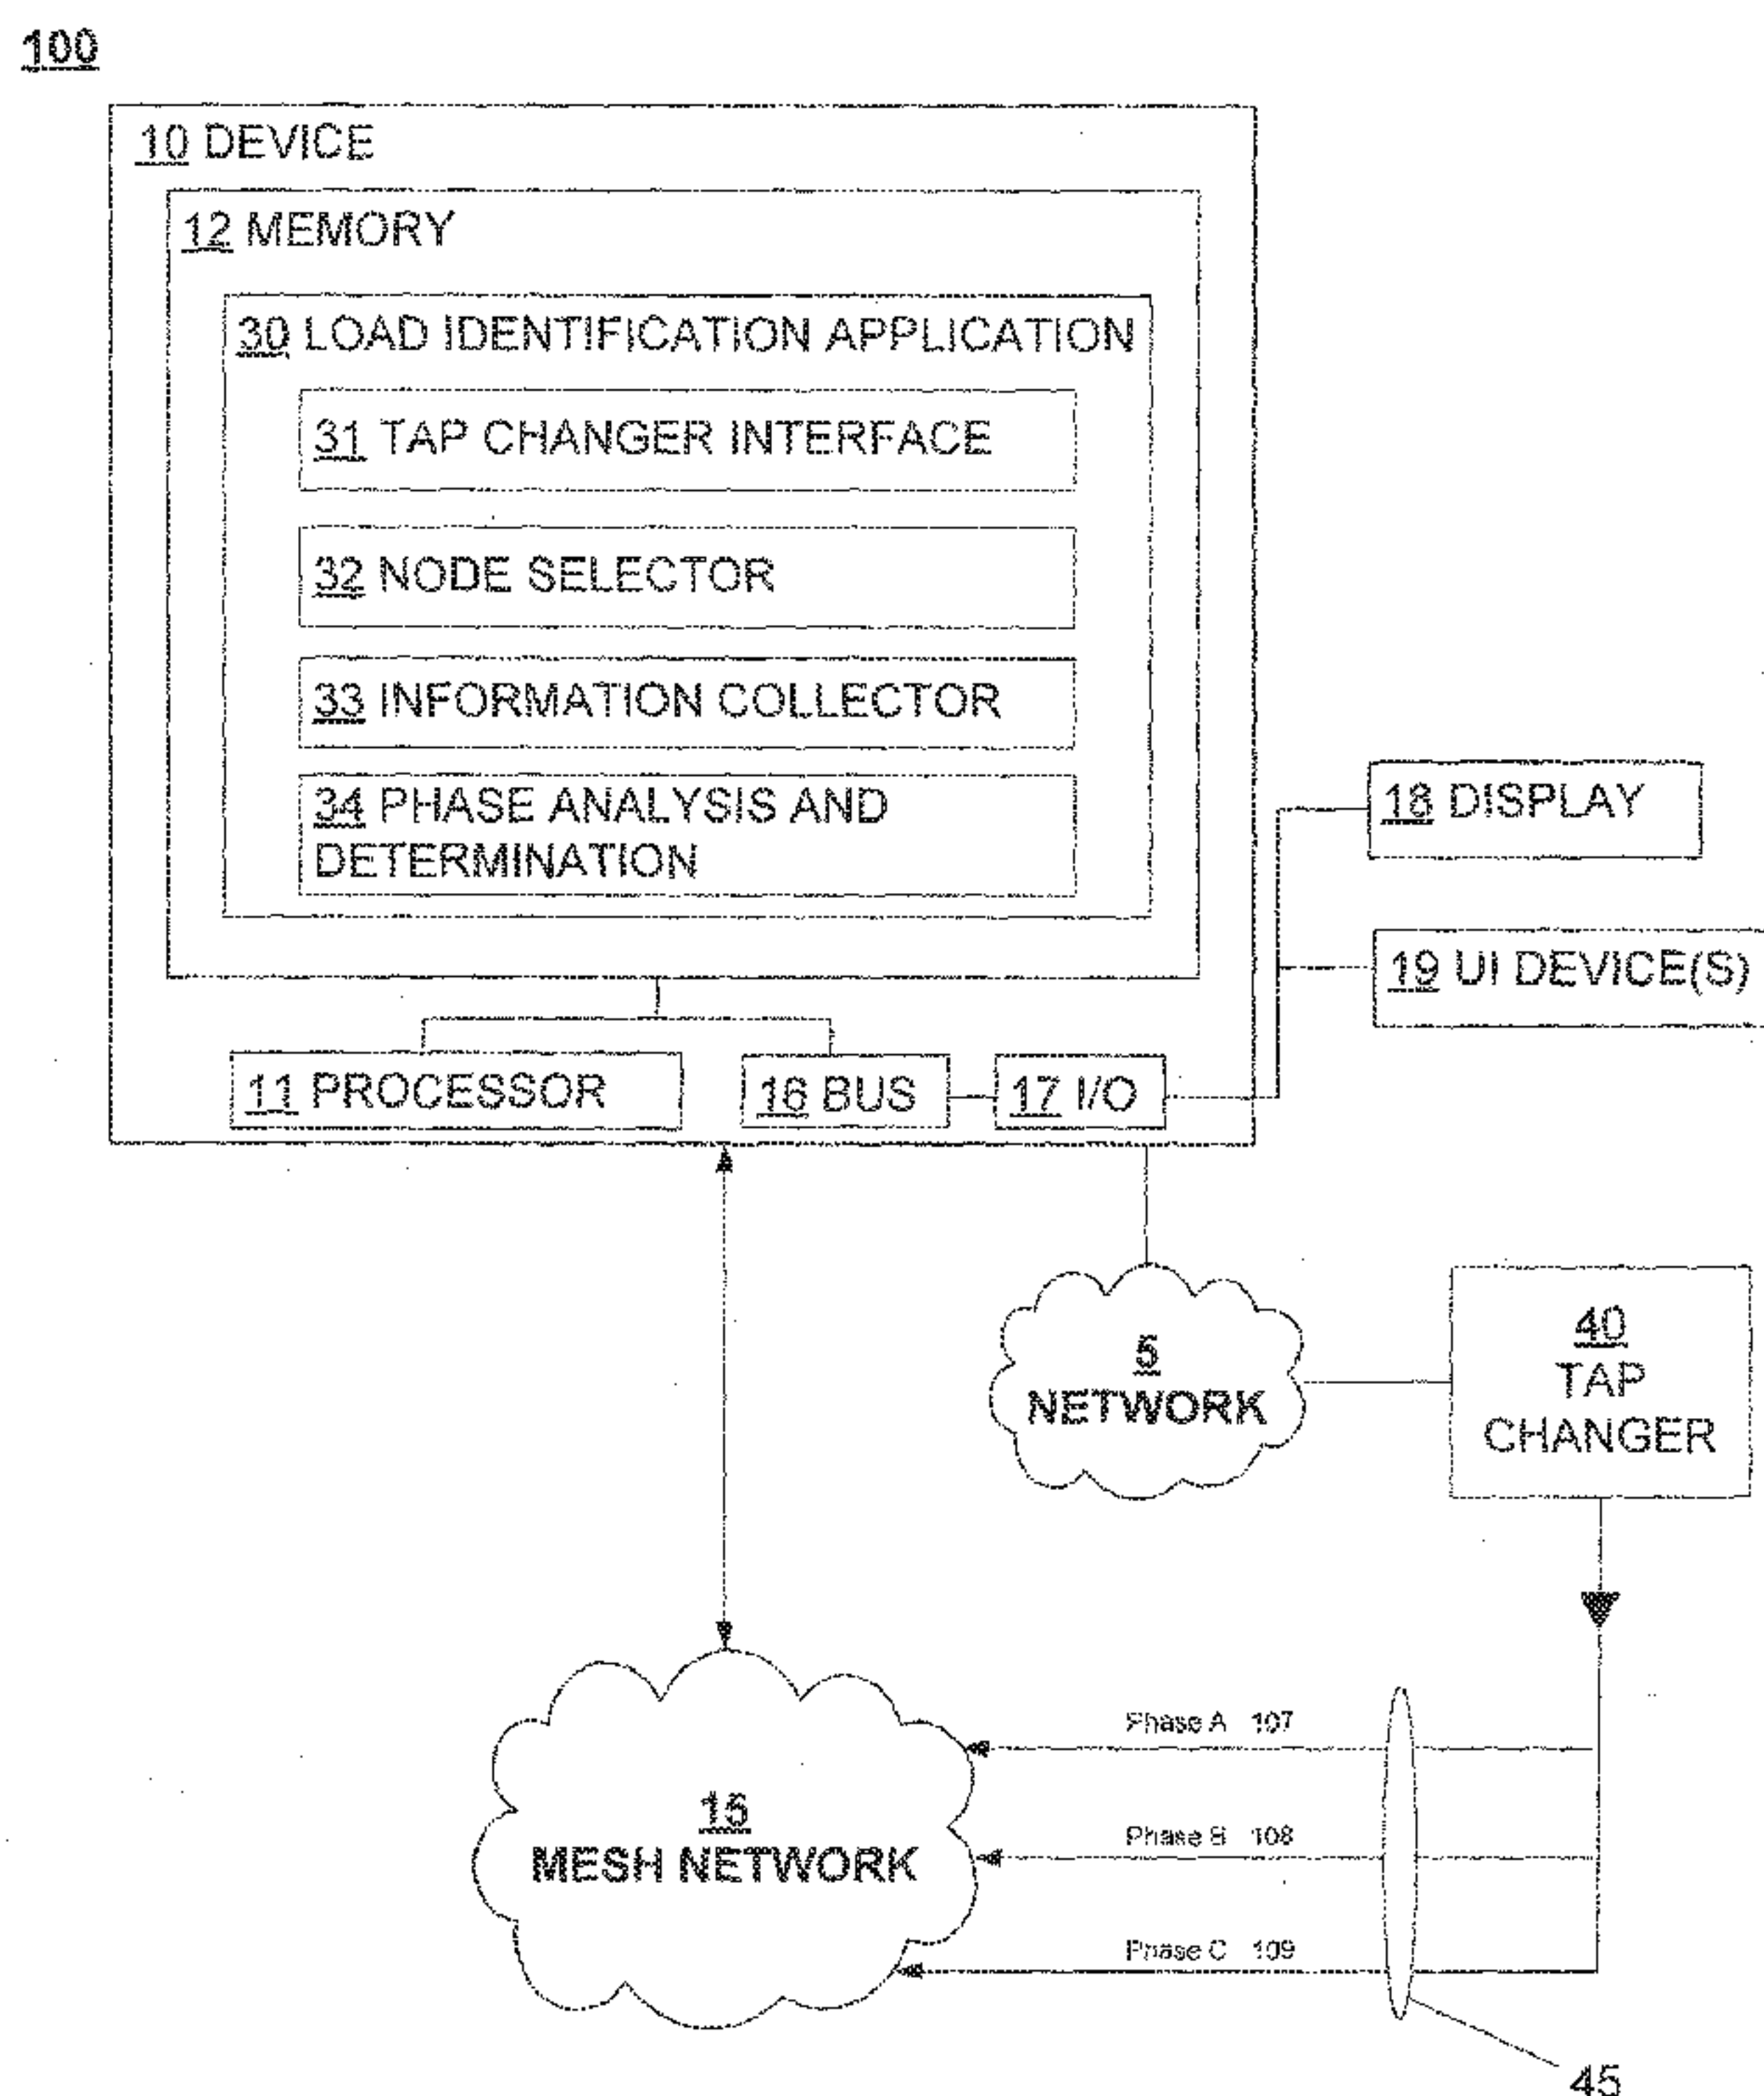 100
10 DEVICE
12 MEMORY
30 LOAD IDENTIFICATION APPLICATION
31 TAP CHANGER INTERFACE
32 NODE SELECTOR
33 INFORMATION COLLECTOR
34 PHASE ANALYSIS AND
DETERMINATION
18 DISPLAY
19 UI DEVICE(S)
11 PROCESSOR
16 BUS
17 I/O
5
NETWORK
40
TAP
CHANGER
15
MESH NETWORK
Phase A 107
Phase B 108
Phase C 109
45